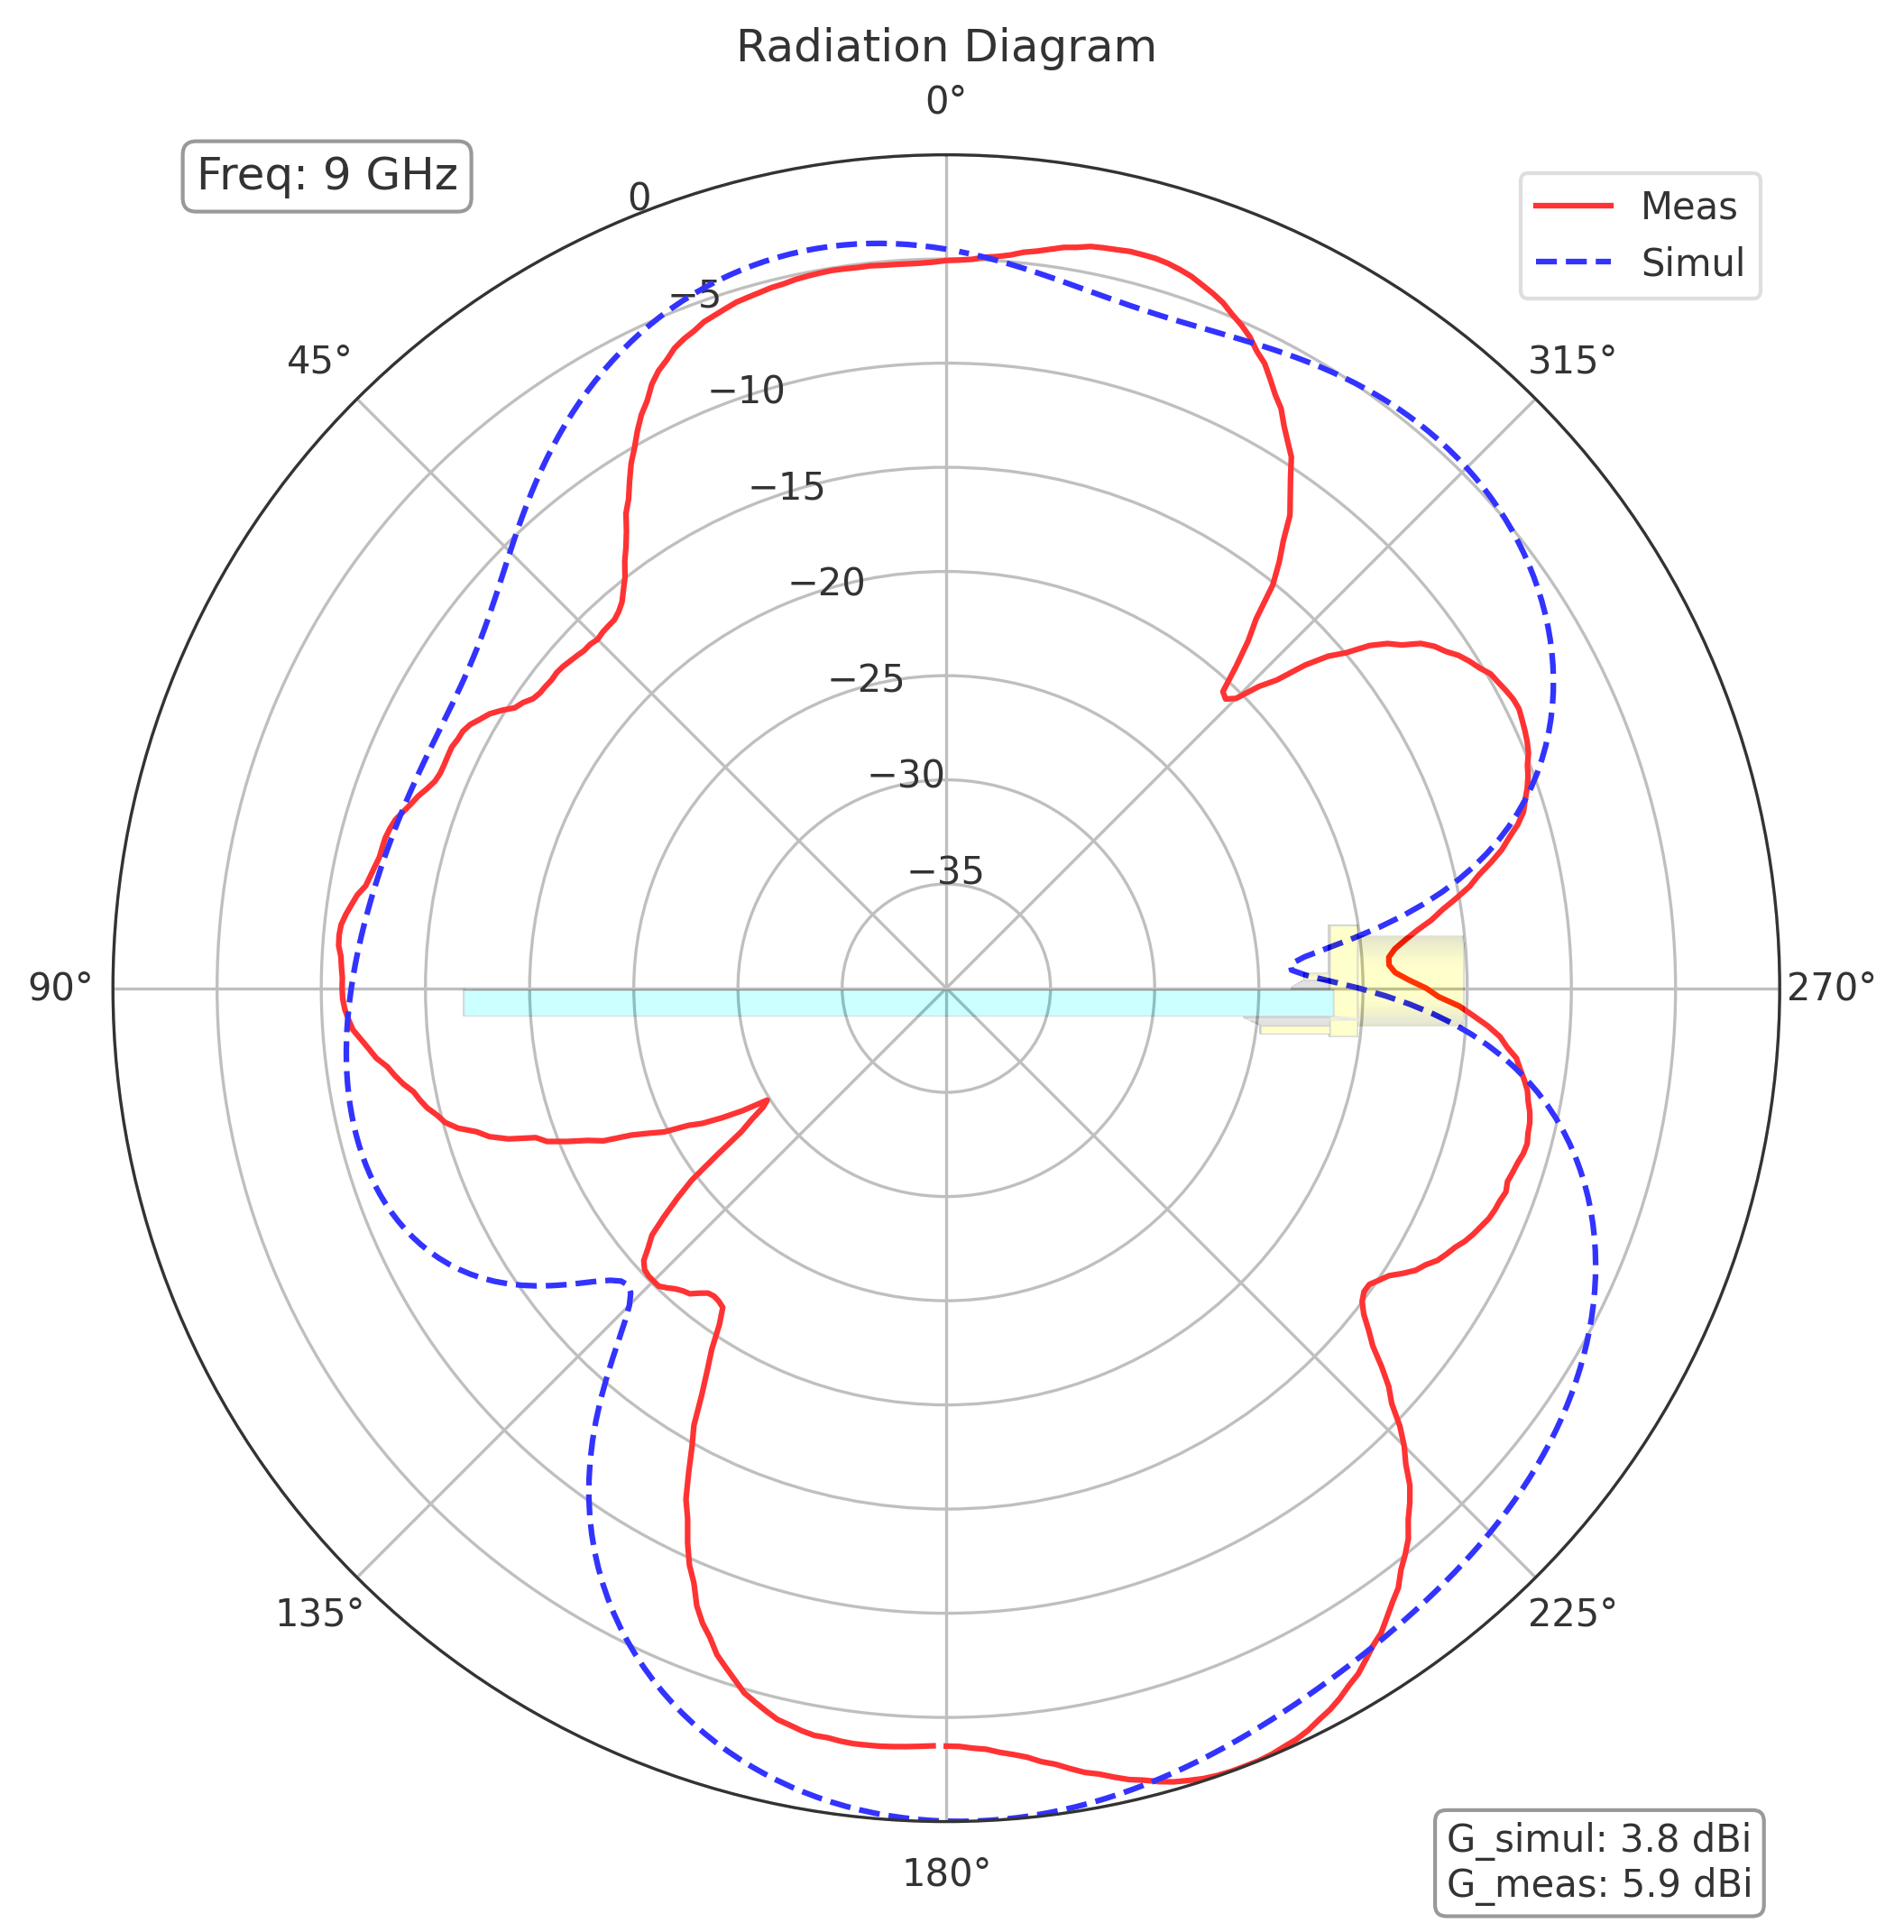 Radiation Diagram
0°
Freq: 9 GHz
Meas
Simul
0
−5
−10
−15
−20
−25
−30
−35
45°
315°
90°
270°
135°
225°
180°
G_simul: 3.8 dBi
G_meas: 5.9 dBi